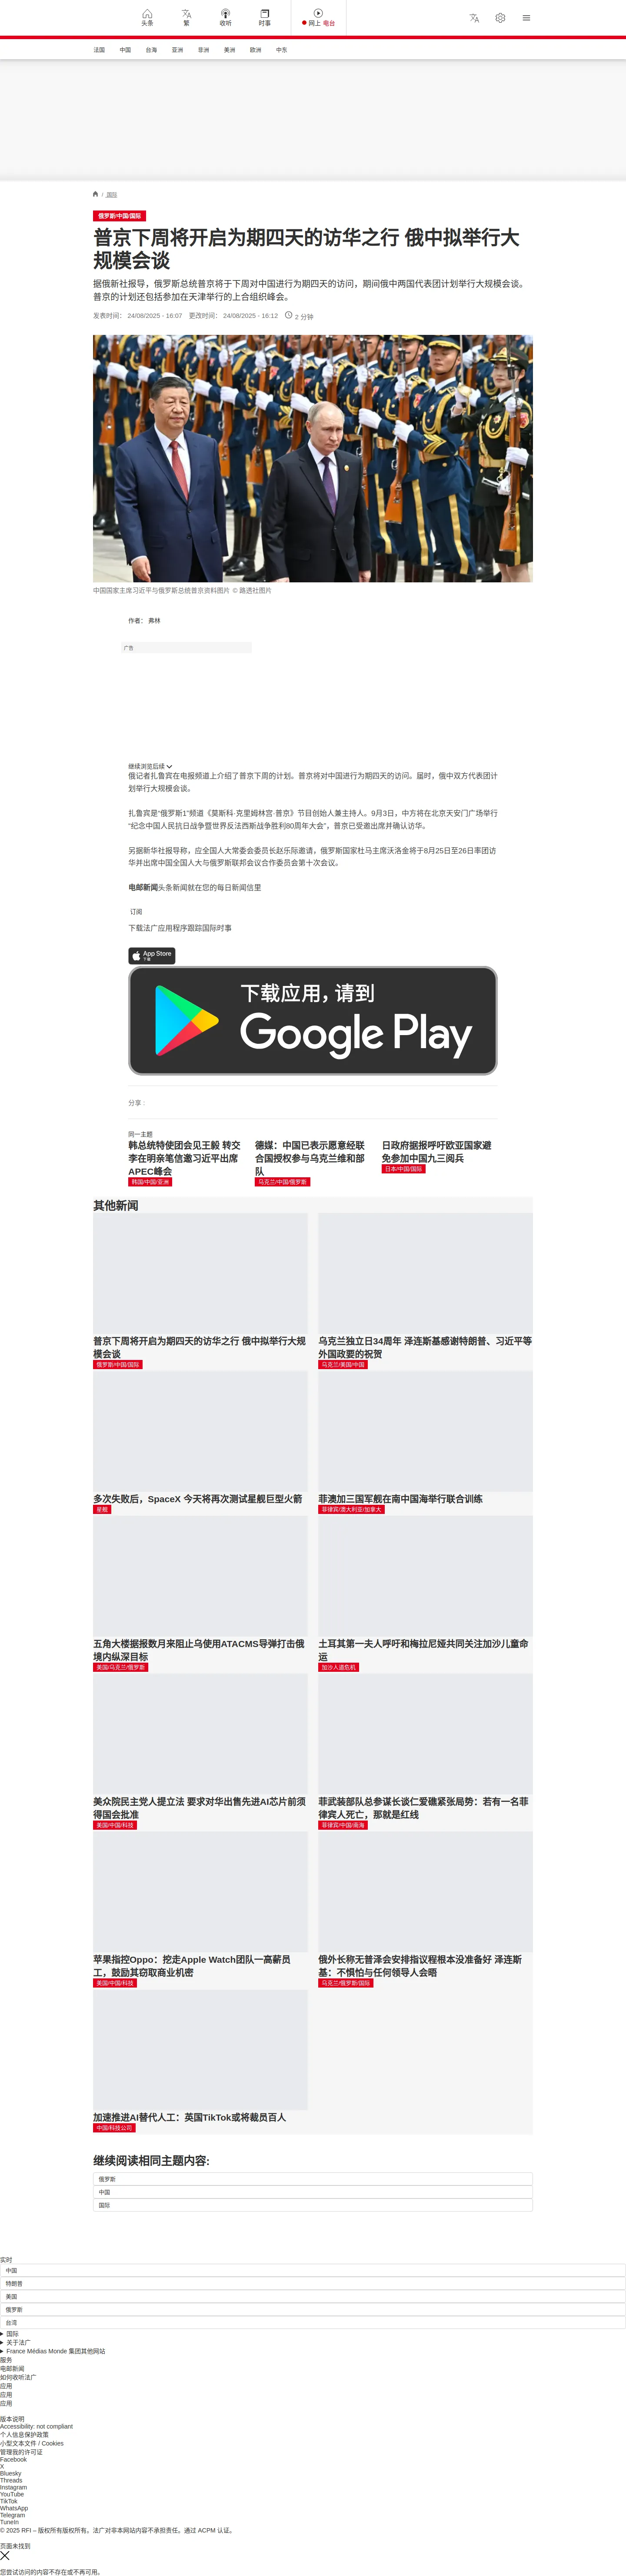 头条
繁
收听
时事
网上 电台
法国 中国 台海 亚洲 非洲 美洲 欧洲 中东
/ 国际
俄罗斯/中国/国际
普京下周将开启为期四天的访华之行 俄中拟举行大
规模会谈
据俄新社报导，俄罗斯总统普京将于下周对中国进行为期四天的访问，期间俄中两国代表团计划举行大规模会谈。
普京的计划还包括参加在天津举行的上合组织峰会。
发表时间： 24/08/2025 - 16:07 更改时间： 24/08/2025 - 16:12 2 分钟
中国国家主席习近平与俄罗斯总统普京资料图片 © 路透社图片
作者： 弗林
广告
继续浏览后续
俄记者扎鲁宾在电报频道上介绍了普京下周的计划。普京将对中国进行为期四天的访问。届时，俄中双方代表团计
划举行大规模会谈。
扎鲁宾是“俄罗斯1”频道《莫斯科·克里姆林宫·普京》节目创始人兼主持人。9月3日，中方将在北京天安门广场举行
“纪念中国人民抗日战争暨世界反法西斯战争胜利80周年大会”，普京已受邀出席并确认访华。
另据新华社报导称，应全国人大常委会委员长赵乐际邀请，俄罗斯国家杜马主席沃洛金将于8月25日至26日率团访
华并出席中国全国人大与俄罗斯联邦会议合作委员会第十次会议。
电邮新闻头条新闻就在您的每日新闻信里
订阅
下载法广应用程序跟踪国际时事
App Store
下载
下载应用，请到
Google Play
分享 :
同一主题
韩总统特使团会见王毅 转交
李在明亲笔信邀习近平出席
APEC峰会
韩国/中国/亚洲
德媒：中国已表示愿意经联
合国授权参与乌克兰维和部
队
乌克兰/中国/俄罗斯
日政府据报呼吁欧亚国家避
免参加中国九三阅兵
日本/中国/国际
其他新闻
普京下周将开启为期四天的访华之行 俄中拟举行大规
模会谈
俄罗斯/中国/国际
乌克兰独立日34周年 泽连斯基感谢特朗普、习近平等
外国政要的祝贺
乌克兰/美国/中国
多次失败后，SpaceX 今天将再次测试星舰巨型火箭
星舰
菲澳加三国军舰在南中国海举行联合训练
菲律宾/澳大利亚/加拿大
五角大楼据报数月来阻止乌使用ATACMS导弹打击俄
境内纵深目标
美国/乌克兰/俄罗斯
土耳其第一夫人呼吁和梅拉尼娅共同关注加沙儿童命
运
加沙人道危机
美众院民主党人提立法 要求对华出售先进AI芯片前须
得国会批准
美国/中国/科技
菲武装部队总参谋长谈仁爱礁紧张局势：若有一名菲
律宾人死亡，那就是红线
菲律宾/中国/南海
苹果指控Oppo：挖走Apple Watch团队一高薪员
工，鼓励其窃取商业机密
美国/中国/科技
俄外长称无普泽会安排指议程根本没准备好 泽连斯
基：不惧怕与任何领导人会晤
乌克兰/俄罗斯/国际
加速推进AI替代人工：英国TikTok或将裁员百人
中国/科技公司
继续阅读相同主题内容:
俄罗斯
中国
国际
实时
中国
特朗普
美国
俄罗斯
台湾
国际
关于法广
France Médias Monde 集团其他网站
服务
电邮新闻
如何收听法广
应用
应用
应用
版本说明
Accessibility: not compliant
个人信息保护政策
小型文本文件 / Cookies
管理我的许可证
Facebook
X
Bluesky
Threads
Instagram
YouTube
TikTok
WhatsApp
Telegram
TuneIn
© 2025 RFI – 版权所有版权所有。法广对非本网站内容不承担责任。通过 ACPM 认证。
页面未找到
您尝试访问的内容不存在或不再可用。